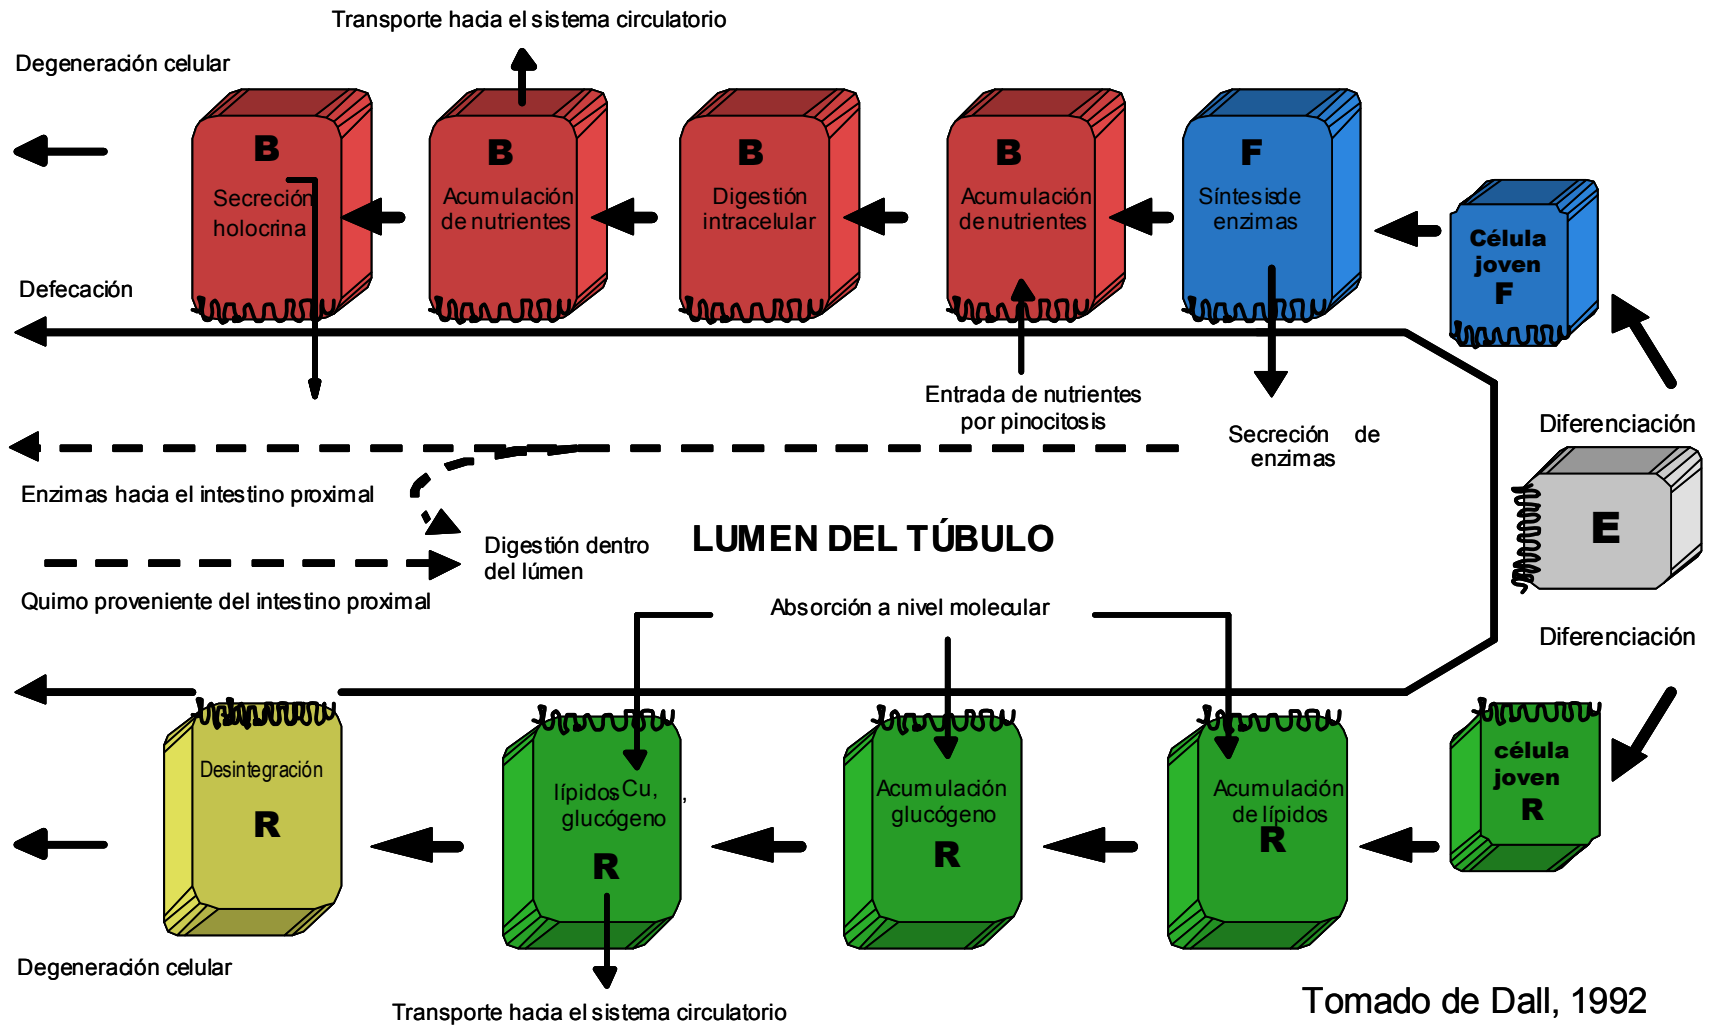 Transporte hacia el sistema circulatorio
Degeneración celular
B
Secreción
holocrina
B
Acumulación
de nutrientes
B
Digestión
intracelular
B
Acumulación
de nutrientes
F
Síntesis de
enzimas
Célula
joven
F
Defecación
Entrada de nutrientes
por pinocitosis
Secreción de
enzimas
Diferenciación
Enzimas hacia el intestino proximal
E
LUMEN DEL TÚBULO
Digestión dentro
del lúmen
Quimo proveniente del intestino proximal
Absorción a nivel molecular
Diferenciación
Desintegración
R
lípidos Cu, ,
glucógeno
R
Acumulación
glucógeno
R
Acumulación
de lípidos
R
célula
joven
R
Degeneración celular
Transporte hacia el sistema circulatorio
Tomado de Dall, 1992